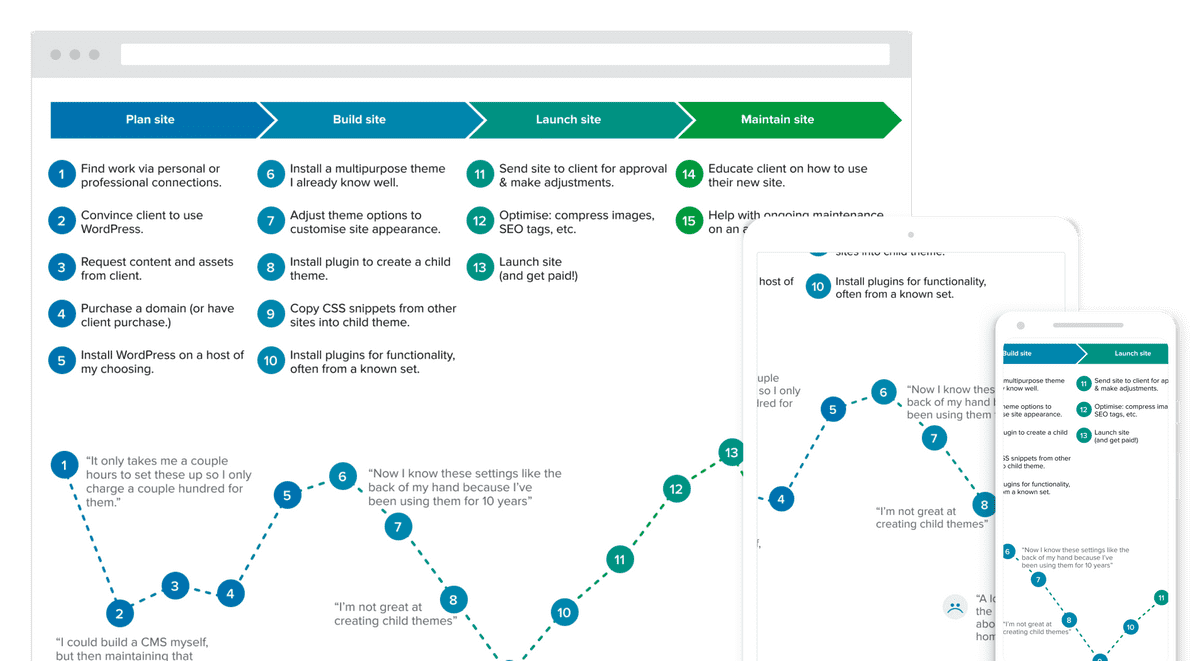 Plan site
Build site
Launch site
Maintain site
1
Find work via personal or
professional connections.
2
Convince client to use
WordPress.
3
Request content and assets
from client.
4
Purchase a domain (or have
client purchase.)
5
Install WordPress on a host of
my choosing.
6
Install a multipurpose theme
I already know well.
7
Adjust theme options to
customise site appearance.
8
Install plugin to create a child
theme.
9
Copy CSS snippets from other
sites into child theme.
10
Install plugins for functionality,
often from a known set.
11
Send site to client for approval
& make adjustments.
12
Optimise: compress images,
SEO tags, etc.
13
Launch site
(and get paid!)
14
Educate client on how to use
their new site.
15
Help with ongoing maintenance
on an a
1
“It only takes me a couple
hours to set these up so I only
charge a couple hundred for
them.”
2
3
4
5
6
“Now I know these settings like the
back of my hand because I’ve
been using them for 10 years”
7
8
“I’m not great at
creating child themes”
10
11
12
13
“I could build a CMS myself,
but then maintaining that
sites into child theme.
host of
10
Install plugins for functionality,
often from a known set.
uple
so I only
lred for
4
5
6
“Now I know thes
back of my hand
been using them
7
8
“I’m not great at
creating child themes”
f,
“A lo
the
abo
hom
Build site
Launch site
multipurpose theme
know well.
eme options to
se site appearance.
ugin to create a child
SS snippets from other
o child theme.
ugins for functionality,
m a known set.
11
Send site to client for ap
& make adjustments.
12
Optimise: compress ima
SEO tags, etc.
13
Launch site
(and get paid!)
6
“Now I know these settings like the
back of my hand because I’ve
been using them for 10 years”
7
8
“I’m not great at
creating child themes”
9
10
11